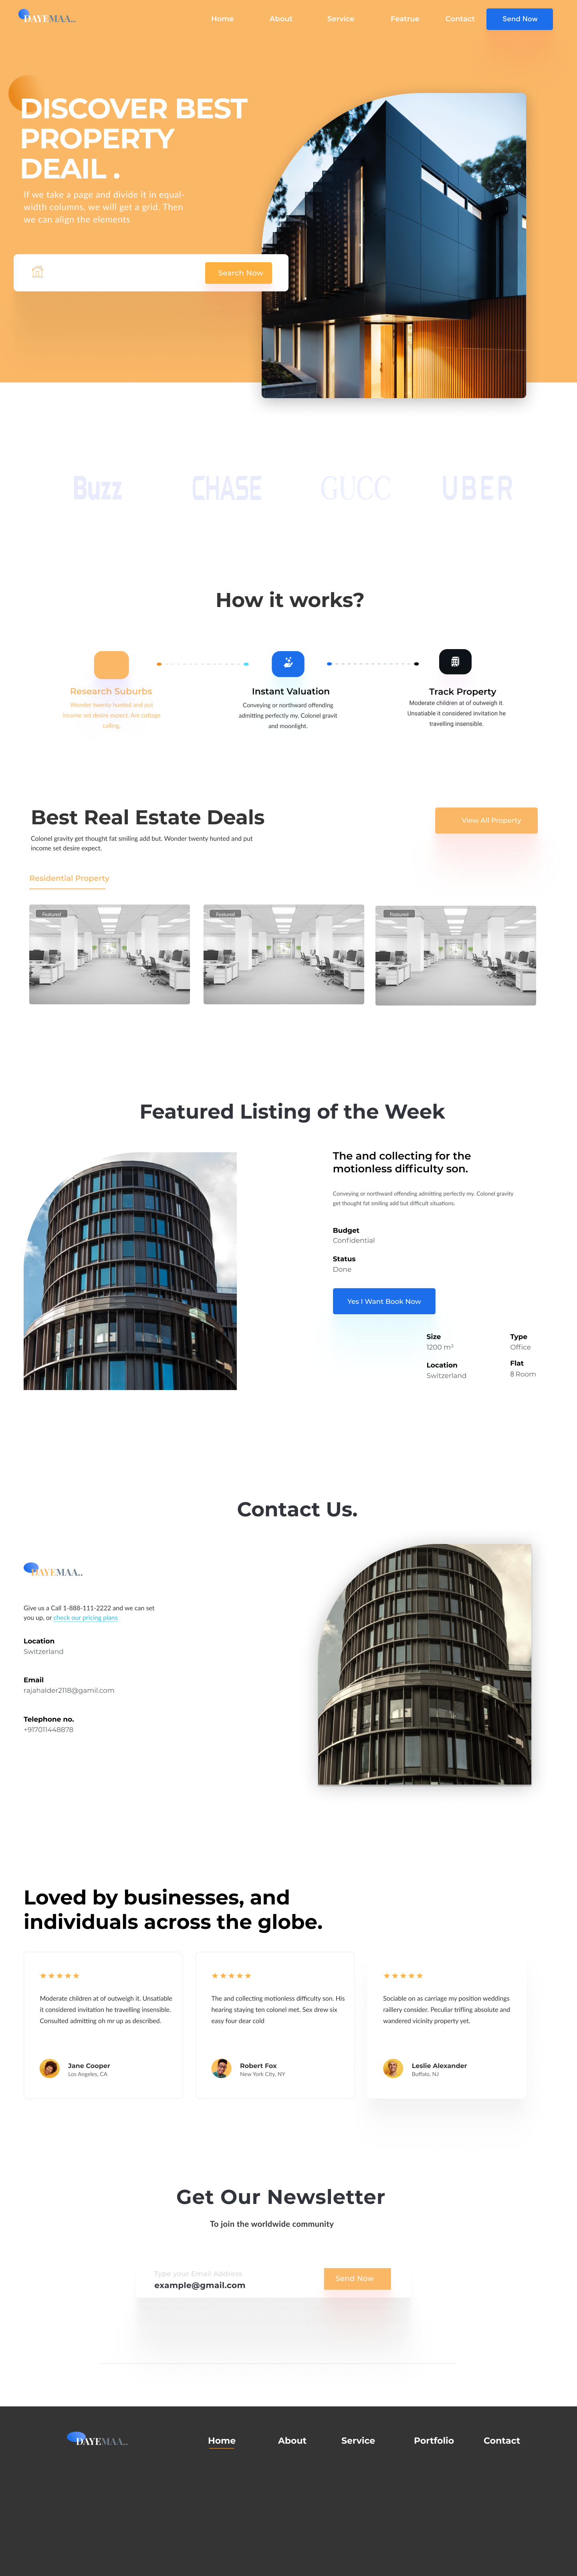 DAYEMAA..
Home About Service Featrue Contact Send Now
DISCOVER BEST
PROPERTY
DEAIL .
If we take a page and divide it in equal-
width columns, we will get a grid. Then
we can align the elements
Search Now
Buzz CHASE GUCC UBER
How it works?
Research Suburbs
Wonder twenty hunted and put
income set desire expect. Am cottage
calling.
Instant Valuation
Conveying or northward offending
admitting perfectly my. Colonel gravit
and moonlight.
Track Property
Moderate children at of outweigh it.
Unsatiable it considered invitation he
travelling insensible.
Best Real Estate Deals
Colonel gravity get thought fat smiling add but. Wonder twenty hunted and put
income set desire expect.
View All Property
Residential Property
Featured
Featured
Featured
Featured Listing of the Week
The and collecting for the
motionless difficulty son.
Conveying or northward offending admitting perfectly my. Colonel gravity
get thought fat smiling add but difficult situations.
Budget
Confidential
Status
Done
Yes I Want Book Now
Size
1200 m²
Type
Office
Location
Switzerland
Flat
8 Room
Contact Us.
DAYEMAA..
Give us a Call 1-888-111-2222 and we can set
you up, or check our pricing plans
Location
Switzerland
Email
rajahalder2118@gamil.com
Telephone no.
+917011448878
Loved by businesses, and
individuals across the globe.
Moderate children at of outweigh it. Unsatiable
it considered invitation he travelling insensible.
Consulted admitting oh mr up as described.
Jane Cooper
Los Angeles, CA
The and collecting motionless difficulty son. His
hearing staying ten colonel met. Sex drew six
easy four dear cold
Robert Fox
New York City, NY
Sociable on as carriage my position weddings
raillery consider. Peculiar trifling absolute and
wandered vicinity property yet.
Leslie Alexander
Buffalo, NJ
Get Our Newsletter
To join the worldwide community
Type your Email Address
example@gmail.com
Send Now
DAYEMAA..
Home About Service Portfolio Contact